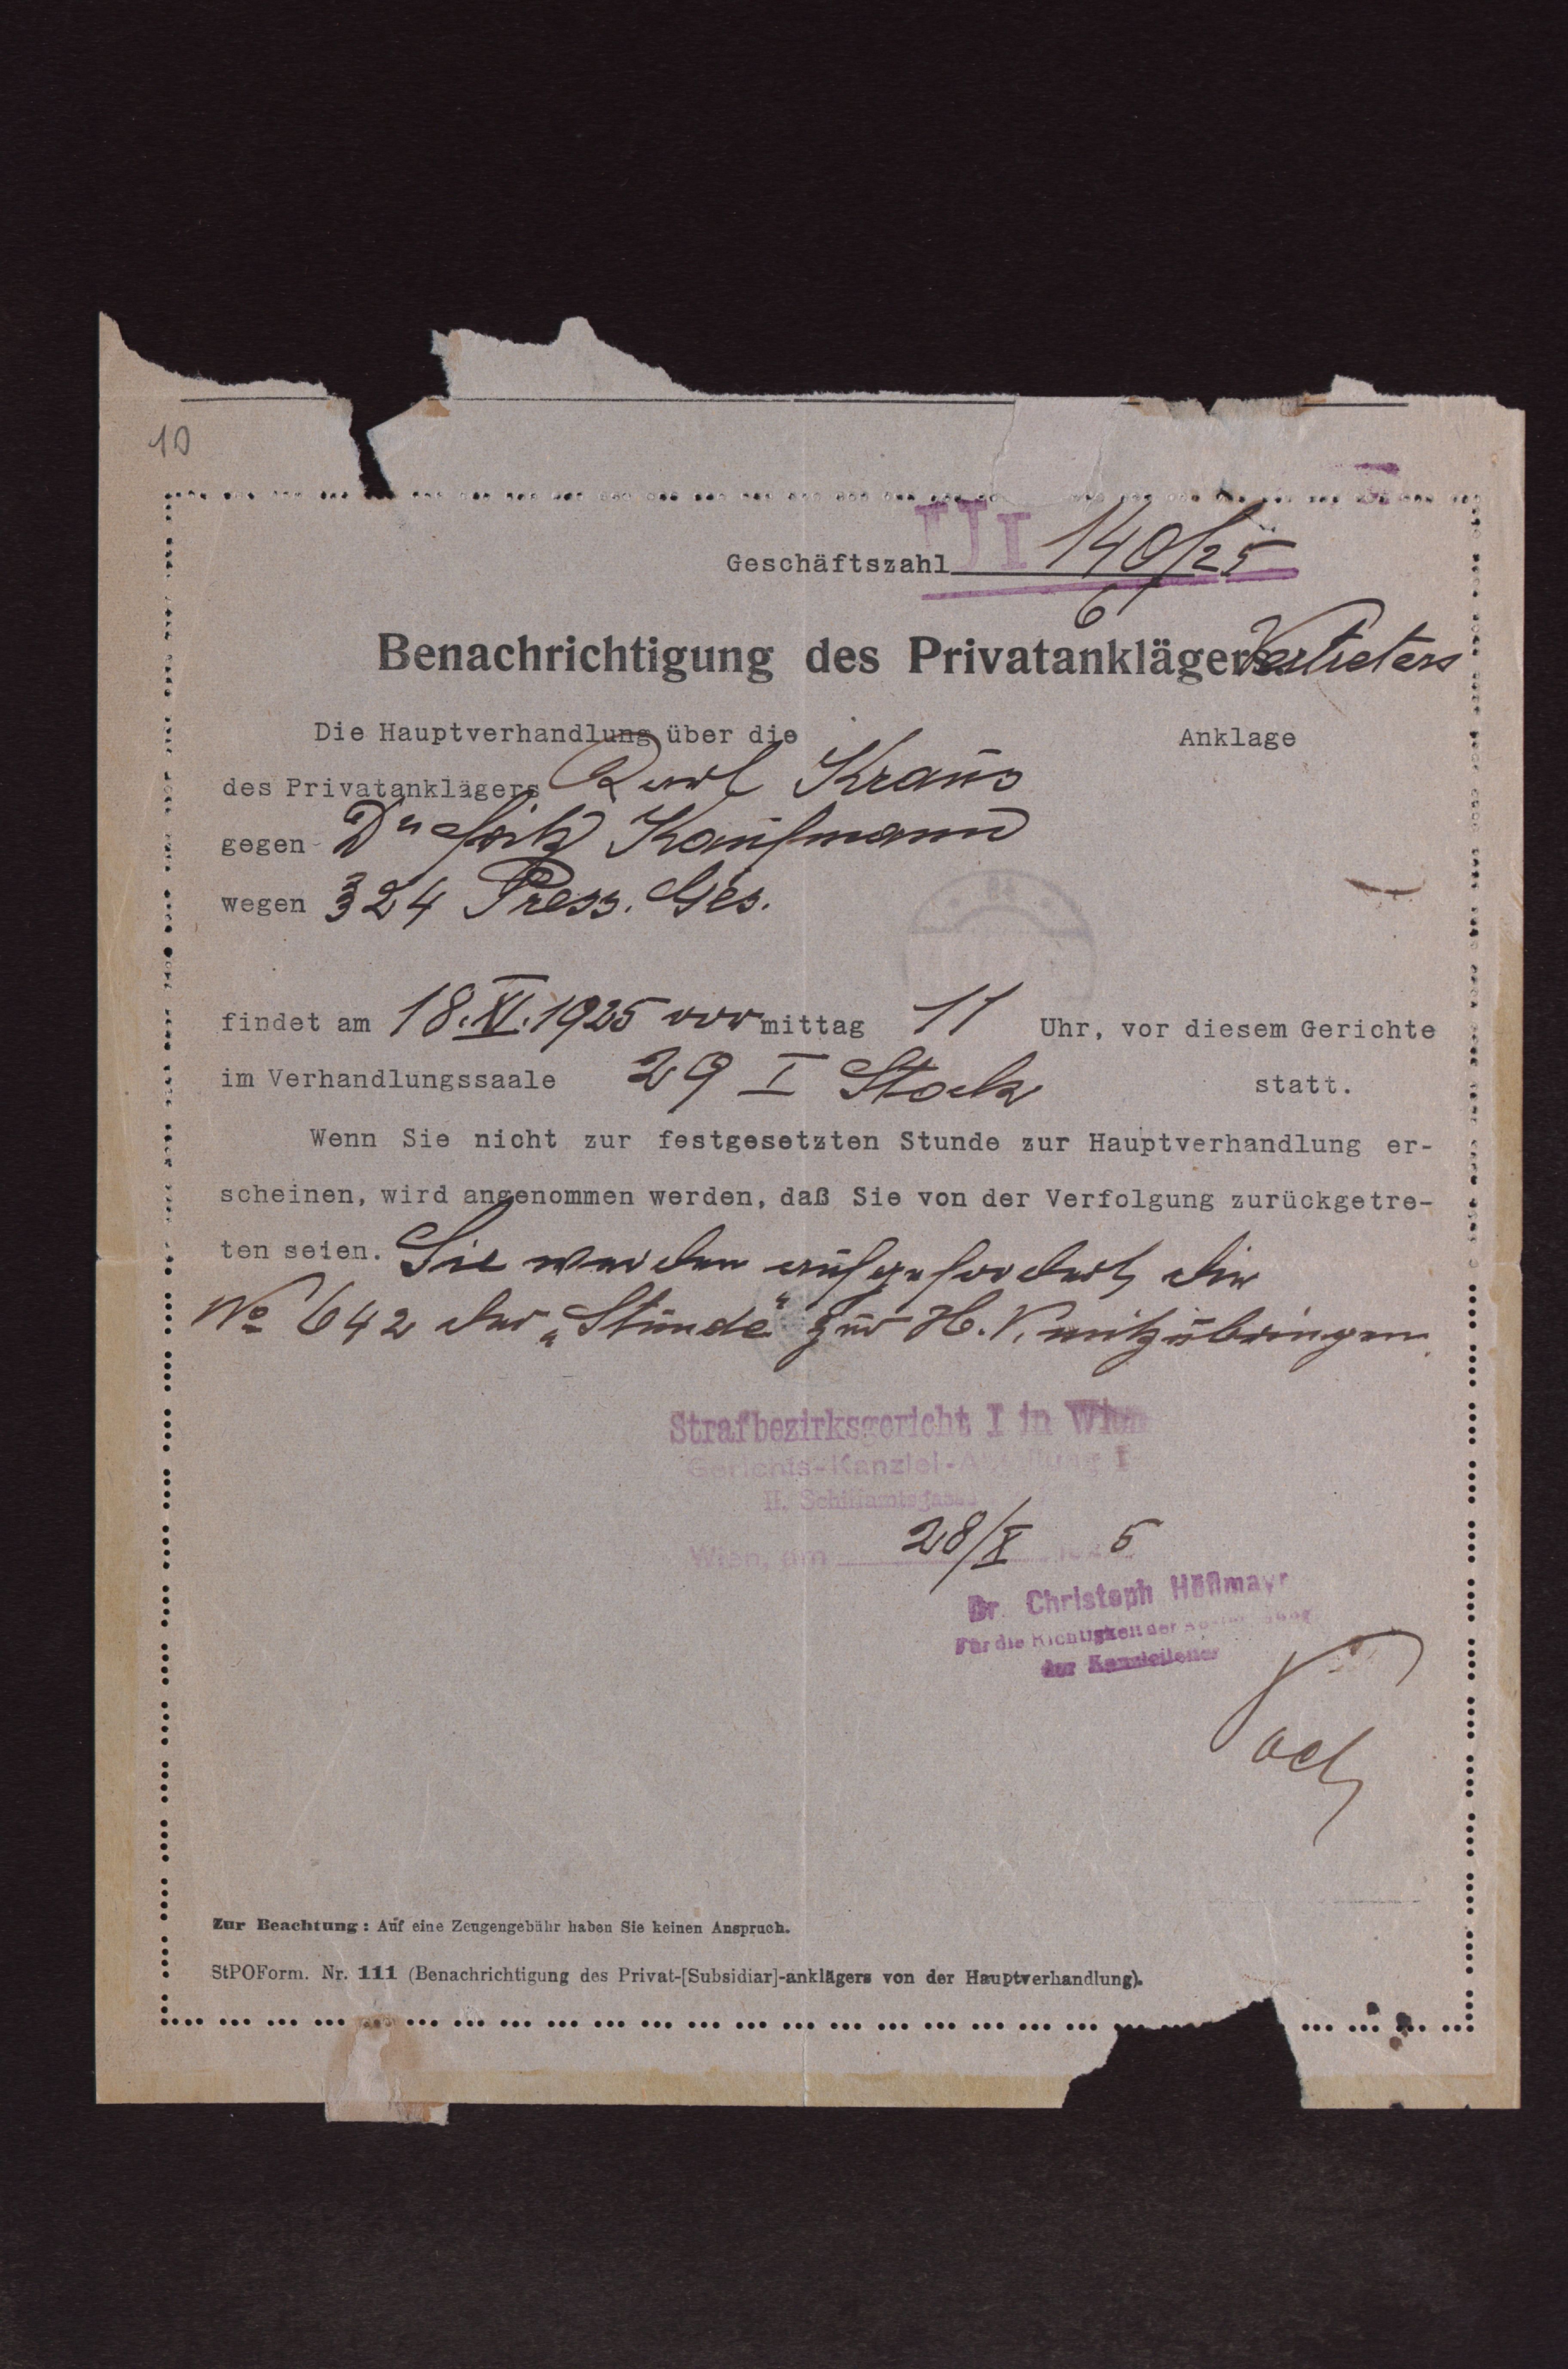 10
Geschäftszahl U I 140/25
6
Benachrichtigung des Privatanklägers Vertreters
Die Hauptverhandlung über die Anklage
des Privatanklägers Karl Kraus
gegen Dr Fritz Kaufmann
wegen § 24 Press. Ges.
findet am 18.XI.1925 vormittag 11 Uhr, vor diesem Gerichte
im Verhandlungssaale 29 I Stock statt.
Wenn Sie nicht zur festgesetzten Stunde zur Hauptverhandlung er-
scheinen, wird angenommen werden, daß Sie von der Verfolgung zurückgetre-
ten seien. Sie werden aufgefordert, die
No 642 der „Stunde“ zur H.V. mitzubringen.
Strafbezirksgericht I in Wien
Gerichts-Kanzlei-Abteilung I
II. Schiffamtsgasse
Wien, am 28/X 1925
Dr. Christoph Höflmayr
Für die Richtigkeit der Ausfertigung
der Kanzleileiter
Zur Beachtung: Auf eine Zeugengebühr haben Sie keinen Anspruch.
StPOForm. Nr. 111 (Benachrichtigung des Privat-[Subsidiar]-anklägers von der Hauptverhandlung).